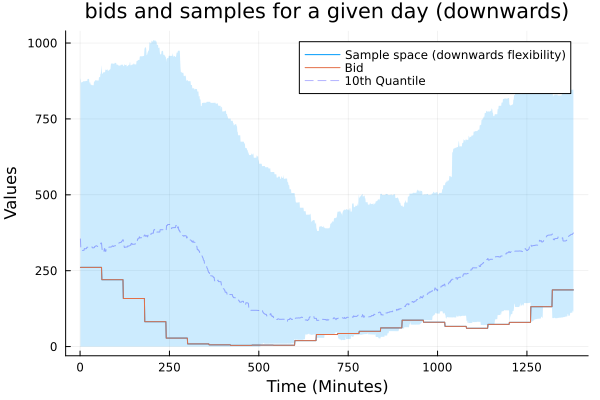 bids and samples for a given day (downwards)
Sample space (downwards flexibility)
Bid
10th Quantile
1000
750
500
250
0
Values
0 250 500 750 1000 1250
Time (Minutes)